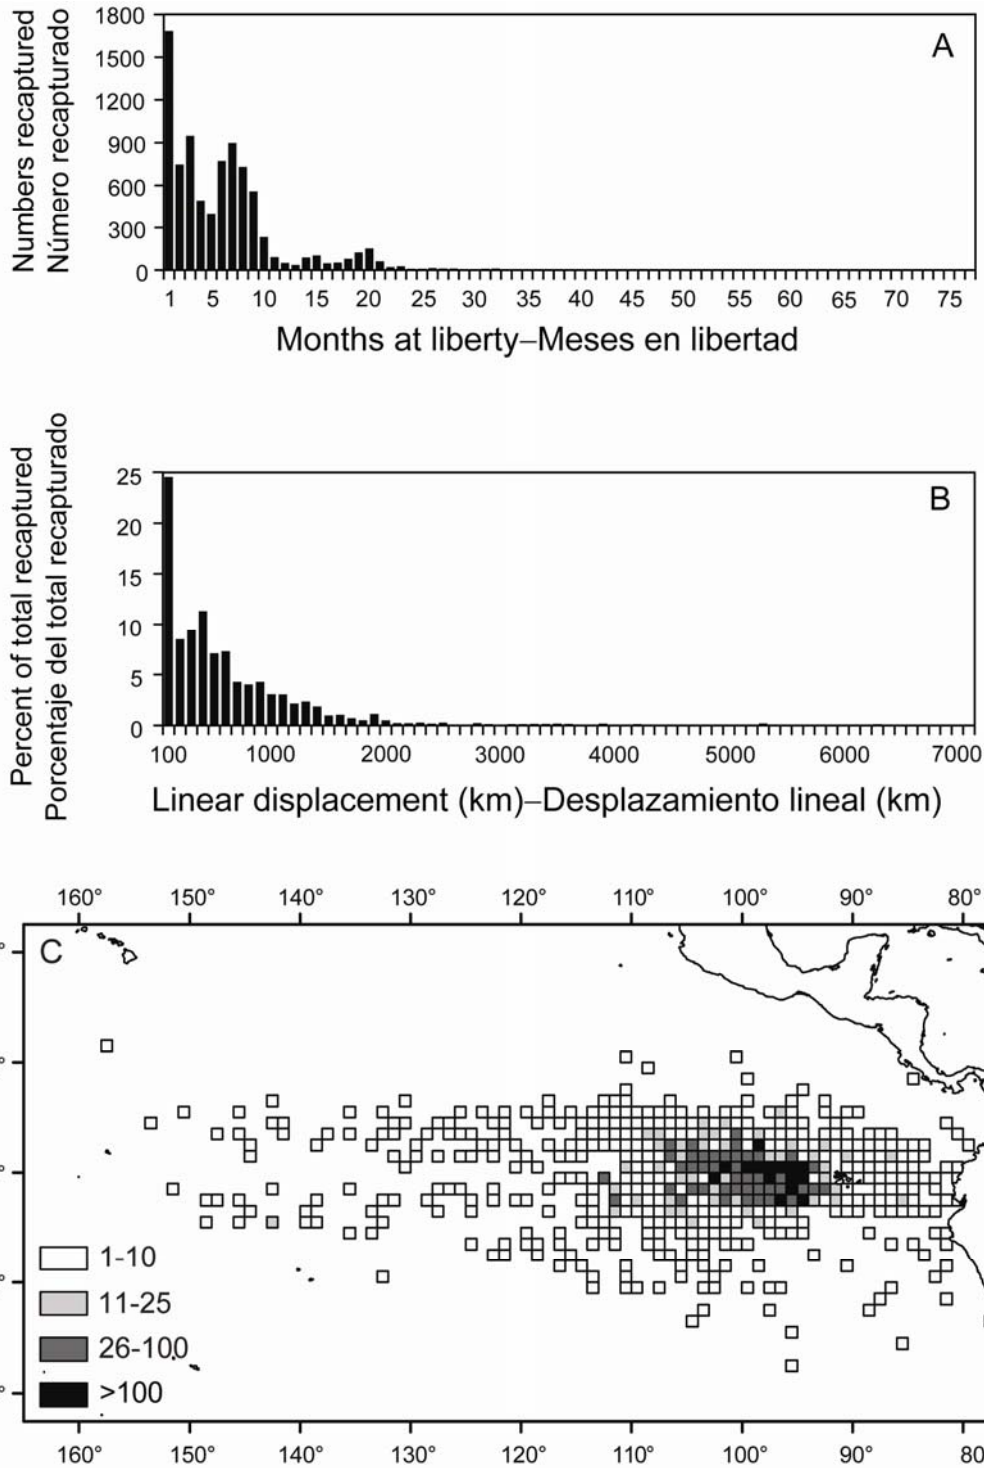 Numbers recaptured
Número recapturado
1800
1500
1200
900
600
300
0
A
1 5 10 15 20 25 30 35 40 45 50 55 60 65 70 75
Months at liberty–Meses en libertad
Percent of total recaptured
Porcentaje del total recapturado
25
20
15
10
5
0
B
100 1000 2000 3000 4000 5000 6000 7000
Linear displacement (km)–Desplazamiento lineal (km)
160° 150° 140° 130° 120° 110° 100° 90° 80°
C
1-10
11-25
26-100
>100
160° 150° 140° 130° 120° 110° 100° 90° 80